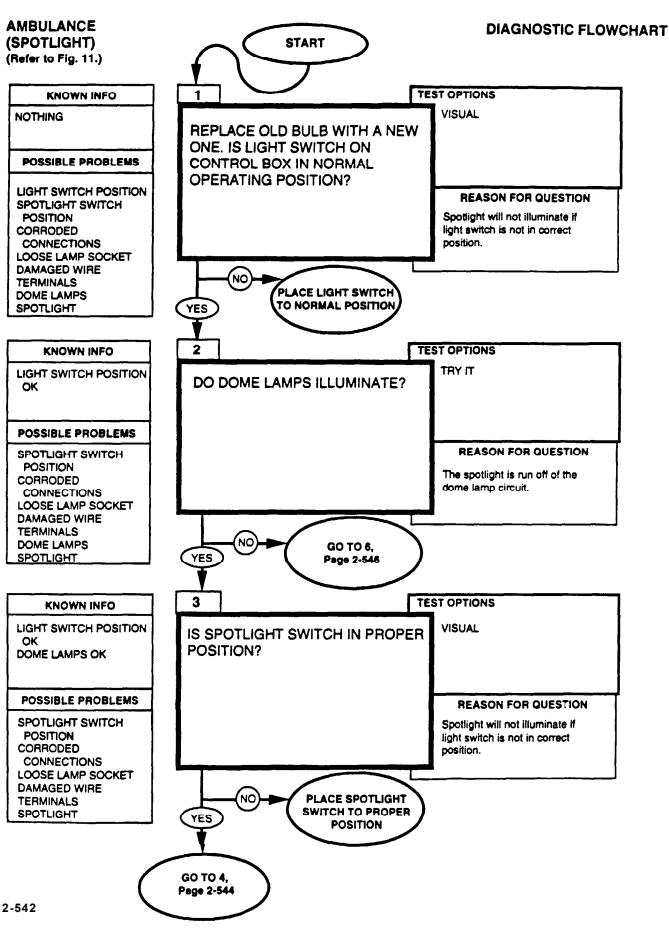 AMBULANCE
(SPOTLIGHT)
(Refer to Fig. 11.)
DIAGNOSTIC FLOWCHART
START
KNOWN INFO
NOTHING
POSSIBLE PROBLEMS
LIGHT SWITCH POSITION
SPOTLIGHT SWITCH
POSITION
CORRODED
CONNECTIONS
LOOSE LAMP SOCKET
DAMAGED WIRE
TERMINALS
DOME LAMPS
SPOTLIGHT
1
REPLACE OLD BULB WITH A NEW
ONE. IS LIGHT SWITCH ON
CONTROL BOX IN NORMAL
OPERATING POSITION?
TEST OPTIONS
VISUAL
REASON FOR QUESTION
Spotlight will not illuminate if
light switch is not in correct
position.
NO
PLACE LIGHT SWITCH
TO NORMAL POSITION
YES
KNOWN INFO
LIGHT SWITCH POSITION
OK
POSSIBLE PROBLEMS
SPOTLIGHT SWITCH
POSITION
CORRODED
CONNECTIONS
LOOSE LAMP SOCKET
DAMAGED WIRE
TERMINALS
DOME LAMPS
SPOTLIGHT
2
DO DOME LAMPS ILLUMINATE?
TEST OPTIONS
TRY IT
REASON FOR QUESTION
The spotlight is run off of the
dome lamp circuit.
NO
GO TO 6,
Page 2-546
YES
KNOWN INFO
LIGHT SWITCH POSITION
OK
DOME LAMPS OK
POSSIBLE PROBLEMS
SPOTLIGHT SWITCH
POSITION
CORRODED
CONNECTIONS
LOOSE LAMP SOCKET
DAMAGED WIRE
TERMINALS
SPOTLIGHT
3
IS SPOTLIGHT SWITCH IN PROPER
POSITION?
TEST OPTIONS
VISUAL
REASON FOR QUESTION
Spotlight will not illuminate if
light switch is not in correct
position.
NO
PLACE SPOTLIGHT
SWITCH TO PROPER
POSITION
YES
GO TO 4,
Page 2-544
2-542